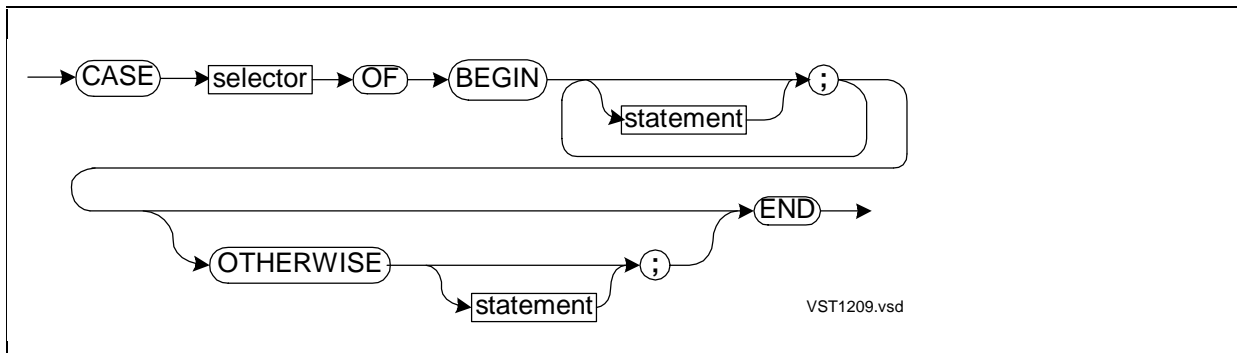 CASE selector OF BEGIN ;
statement
OTHERWISE ; END
statement
VST1209.vsd